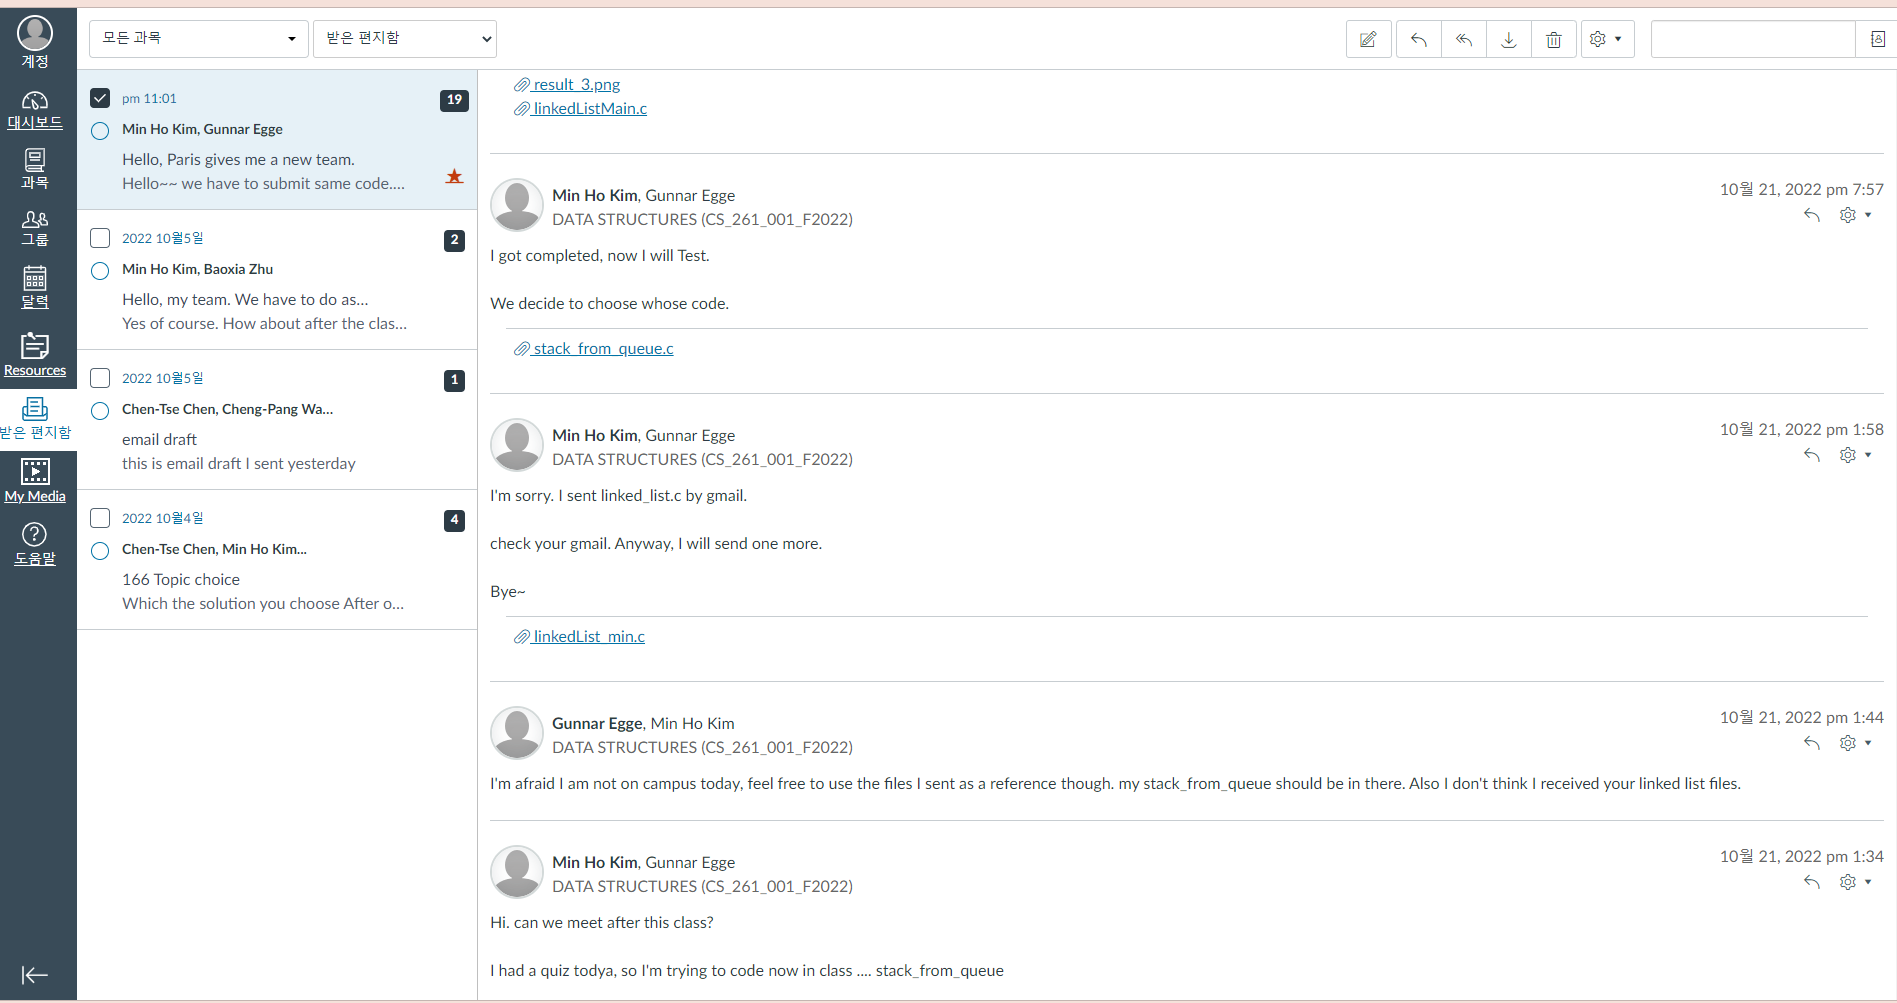 계정
대시보드
과목
그룹
달력
Resources
받은 편지함
My Media
도움말
모든 과목
받은 편지함
pm 11:01
19
Min Ho Kim, Gunnar Egge
Hello, Paris gives me a new team.
Hello~~ we have to submit same code....
2022 10월5일
2
Min Ho Kim, Baoxia Zhu
Hello, my team. We have to do as...
Yes of course. How about after the clas...
2022 10월5일
1
Chen-Tse Chen, Cheng-Pang Wa...
email draft
this is email draft I sent yesterday
2022 10월4일
4
Chen-Tse Chen, Min Ho Kim...
166 Topic choice
Which the solution you choose After o...
result_3.png
linkedListMain.c
Min Ho Kim, Gunnar Egge
10월 21, 2022 pm 7:57
DATA STRUCTURES (CS_261_001_F2022)
I got completed, now I will Test.
We decide to choose whose code.
stack_from_queue.c
Min Ho Kim, Gunnar Egge
10월 21, 2022 pm 1:58
DATA STRUCTURES (CS_261_001_F2022)
I'm sorry. I sent linked_list.c by gmail.
check your gmail. Anyway, I will send one more.
Bye~
linkedList_min.c
Gunnar Egge, Min Ho Kim
10월 21, 2022 pm 1:44
DATA STRUCTURES (CS_261_001_F2022)
I'm afraid I am not on campus today, feel free to use the files I sent as a reference though. my stack_from_queue should be in there. Also I don't think I received your linked list files.
Min Ho Kim, Gunnar Egge
10월 21, 2022 pm 1:34
DATA STRUCTURES (CS_261_001_F2022)
Hi. can we meet after this class?
I had a quiz todya, so I'm trying to code now in class .... stack_from_queue